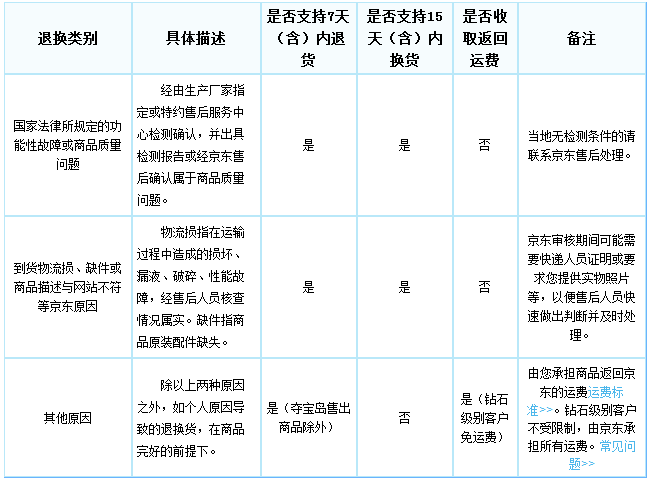 退换类别
具体描述
是否支持7天
（含）内退
货
是否支持15
天（含）内
换货
是否收
取返回
运费
备注
国家法律所规定的功
能性故障或商品质量
问题
经由生产厂家指
定或特约售后服务中
心检测确认，并出具
检测报告或经京东售
后确认属于商品质量
问题。
是
是
否
当地无检测条件的请
联系京东售后处理。
到货物流损、缺件或
商品描述与网站不符
等京东原因
物流损指在运输
过程中造成的损坏、
漏液、破碎、性能故
障，经售后人员核查
情况属实。缺件指商
品原装配件缺失。
是
是
否
京东审核期间可能需
要快递人员证明或要
求您提供实物照片
等，以便售后人员快
速做出判断并及时处
理。
其他原因
除以上两种原因
之外，如个人原因导
致的退换货，在商品
完好的前提下。
是（夺宝岛售出
商品除外）
否
是（钻石
级别客户
免运费）
由您承担商品返回京
东的运费运费标
准>>。钻石级别客户
不受限制，由京东承
担所有运费。常见问
题>>